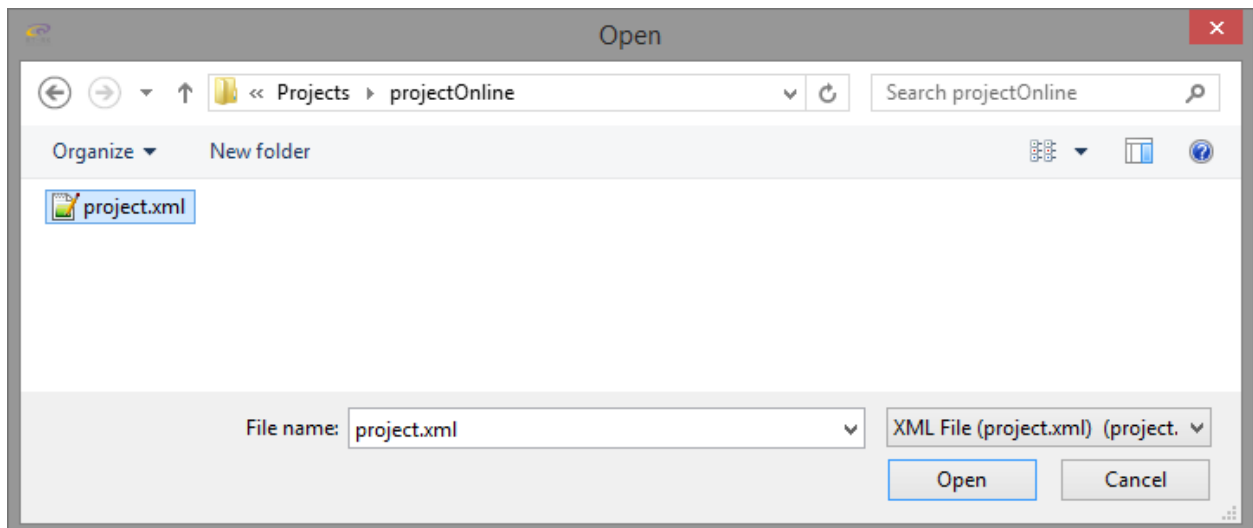 Open
« Projects projectOnline
Search projectOnline
Organize
New folder
project.xml
File name: project.xml
XML File (project.xml) (project.
Open
Cancel